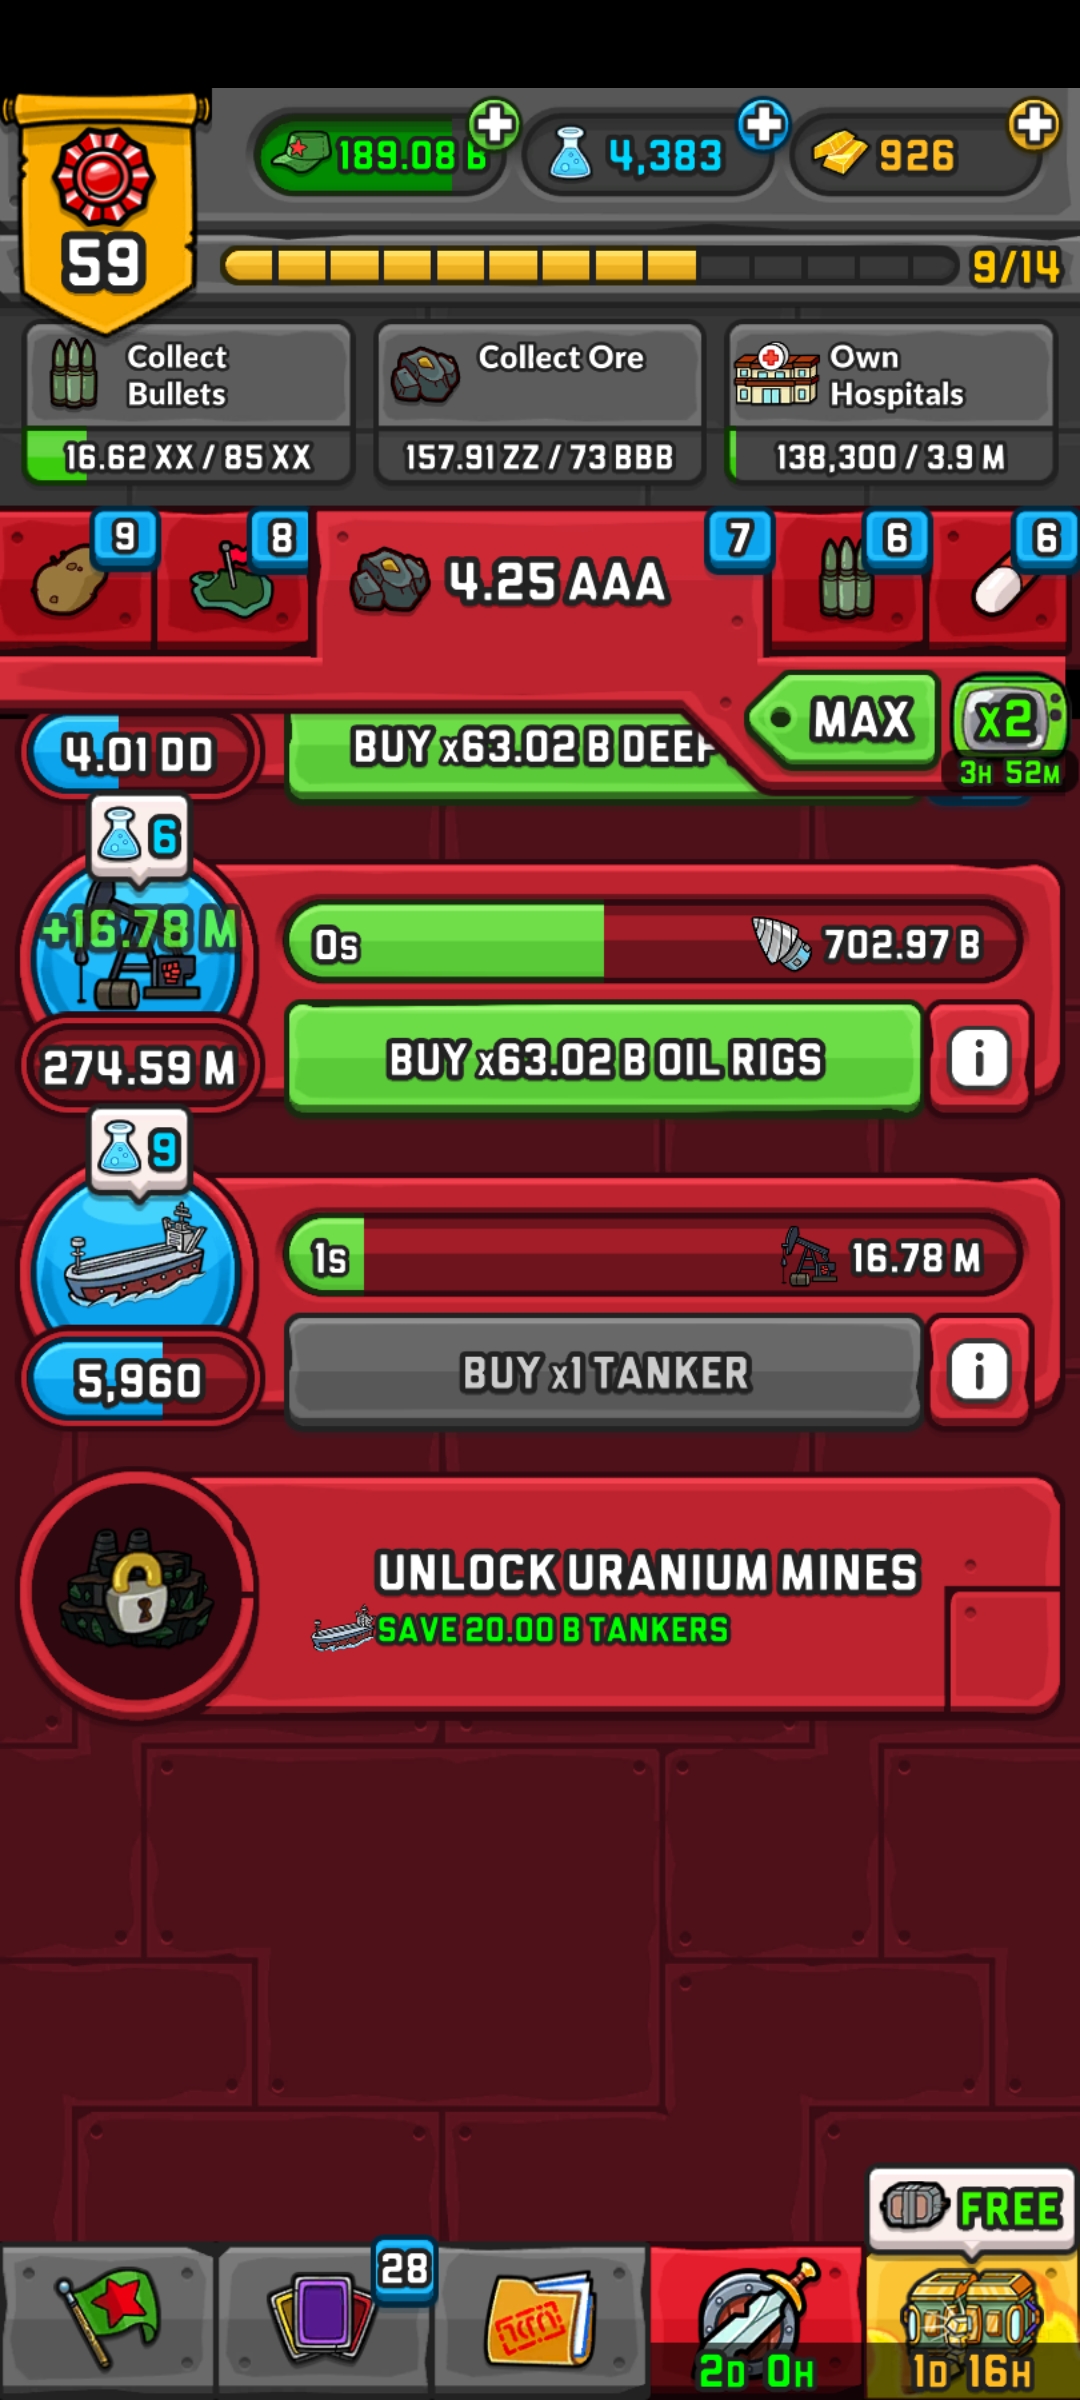 59
189.08 B
4,383
926
9/14
Collect Bullets
16.62 XX / 85 XX
Collect Ore
157.91 ZZ / 73 BBB
Own Hospitals
138,300 / 3.9 M
9
8
4.25 AAA
7
6
6
MAX
x2
3H 52M
4.01 DD
BUY x63.02 B DEEP
6
+16.78 M
0s
702.97 B
274.59 M
BUY x63.02 B OIL RIGS
i
9
1s
16.78 M
5,960
BUY x1 TANKER
i
UNLOCK URANIUM MINES
SAVE 20.00 B TANKERS
FREE
28
2D 0H
1D 16H